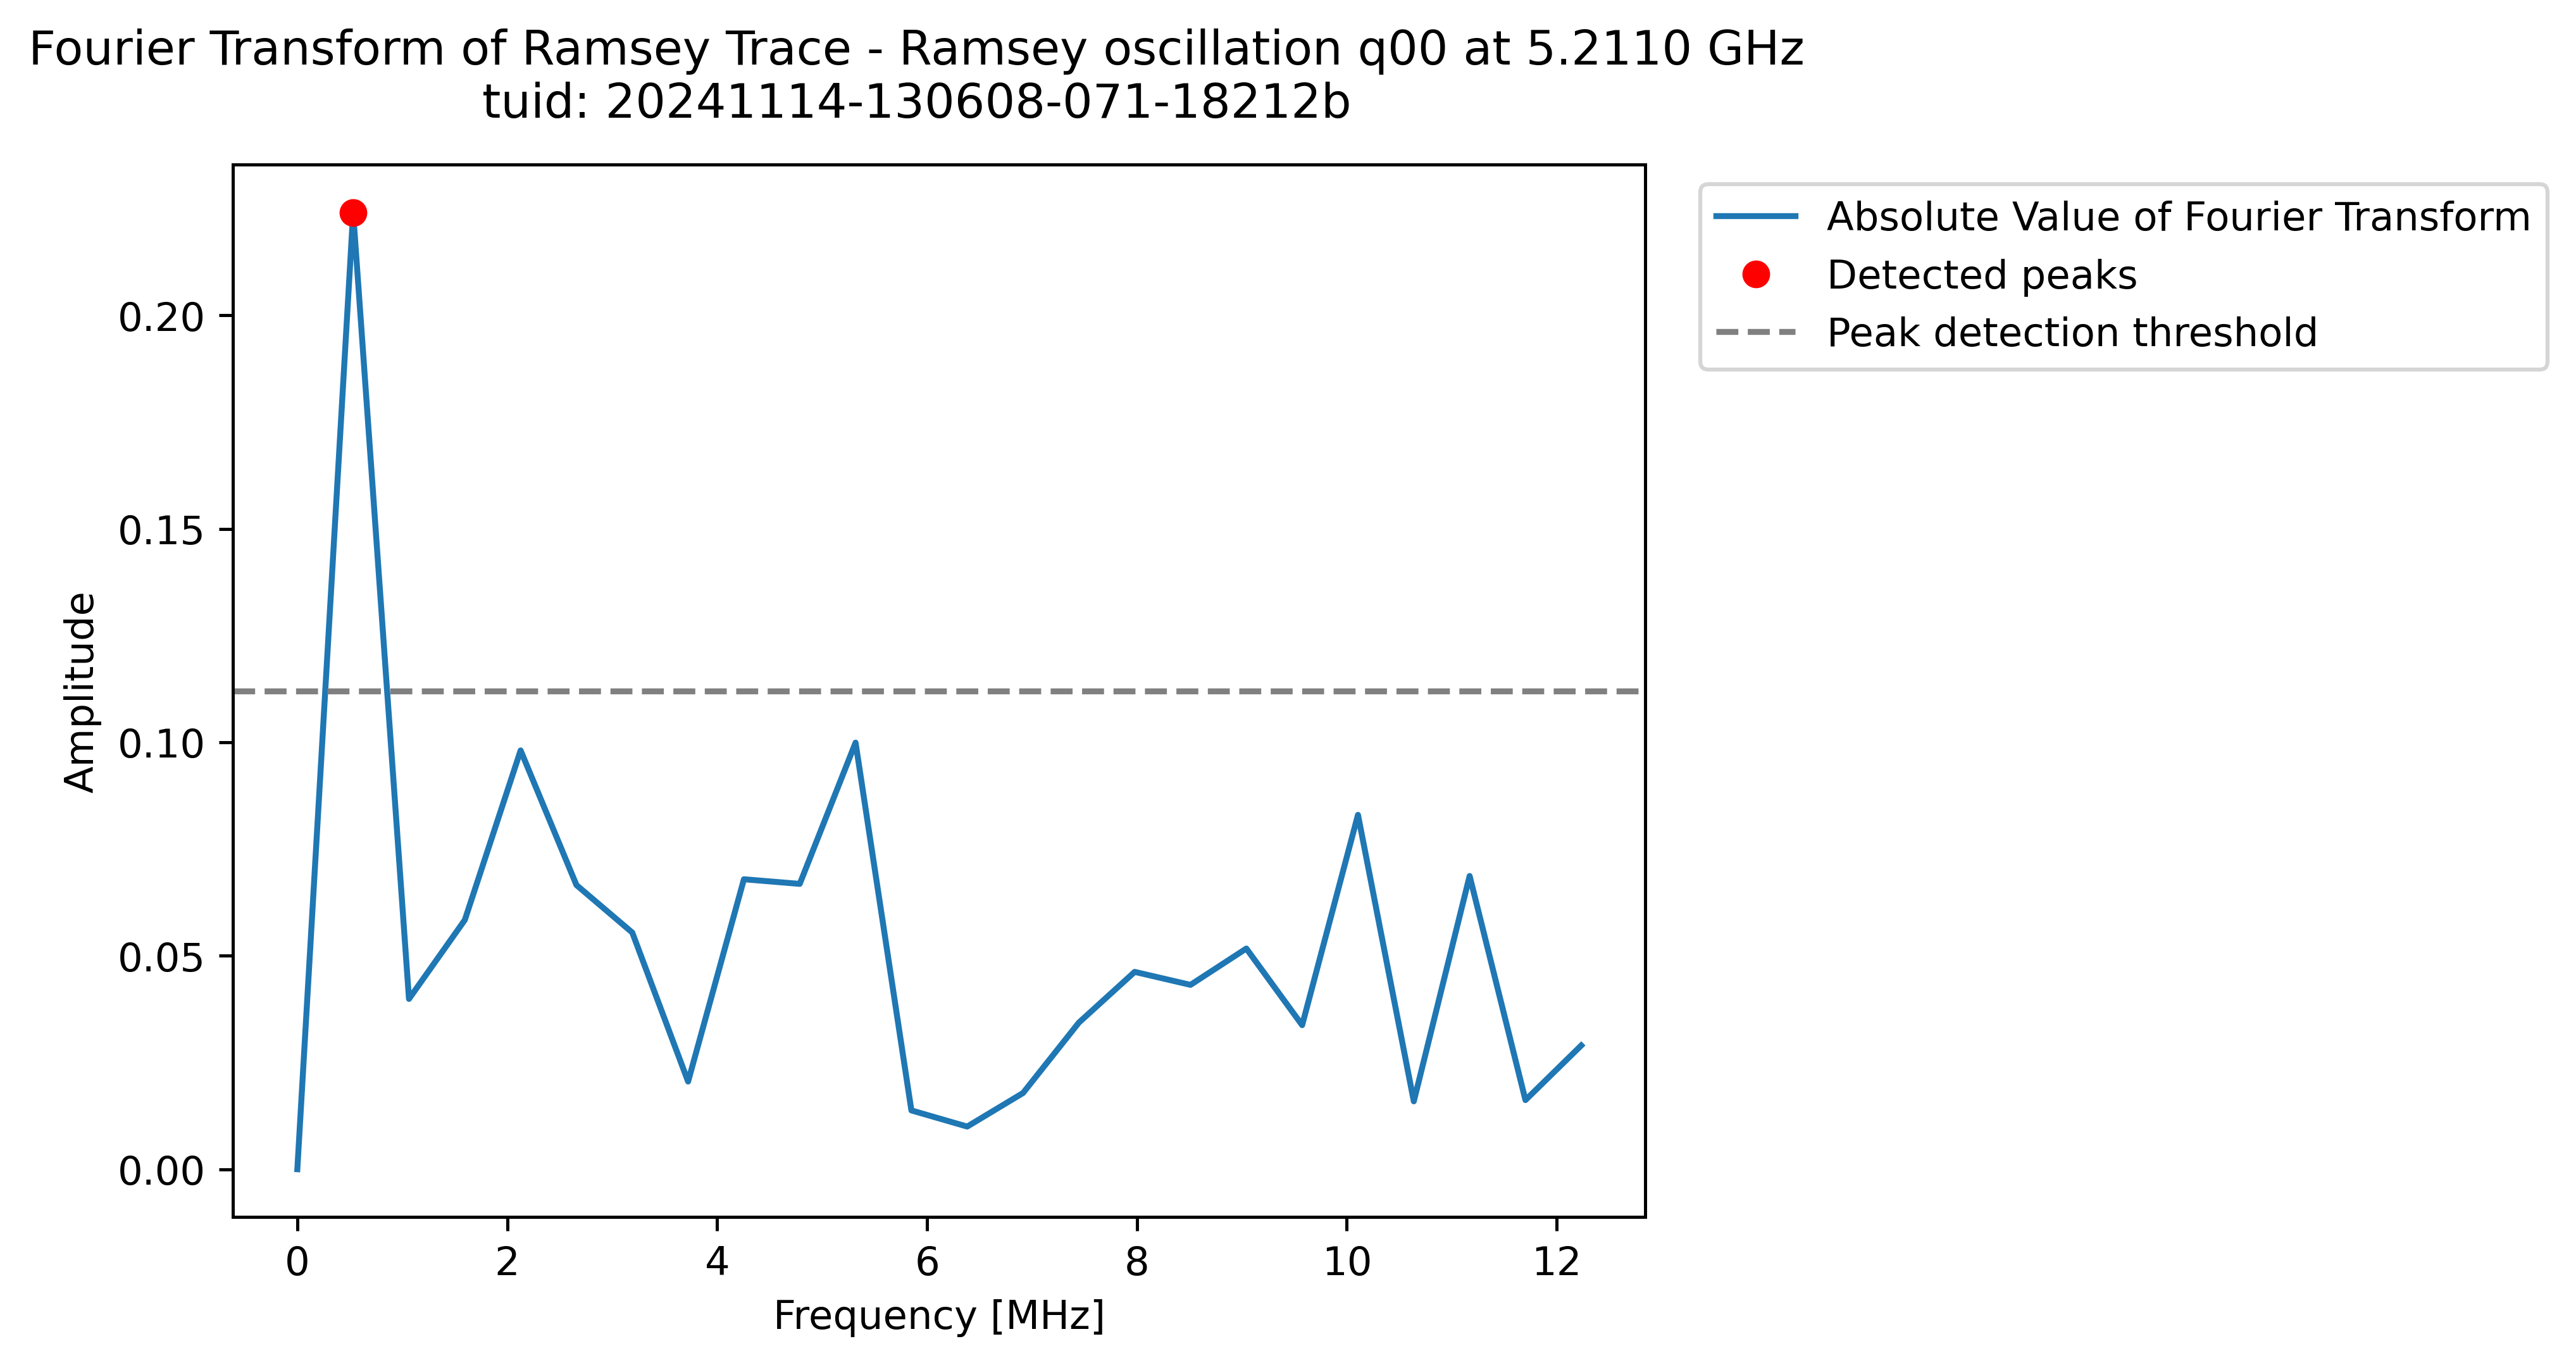 Fourier Transform of Ramsey Trace - Ramsey oscillation q00 at 5.2110 GHz
tuid: 20241114-130608-071-18212b
Absolute Value of Fourier Transform
Detected peaks
Peak detection threshold
Amplitude
0.20
0.15
0.10
0.05
0.00
0 2 4 6 8 10 12
Frequency [MHz]